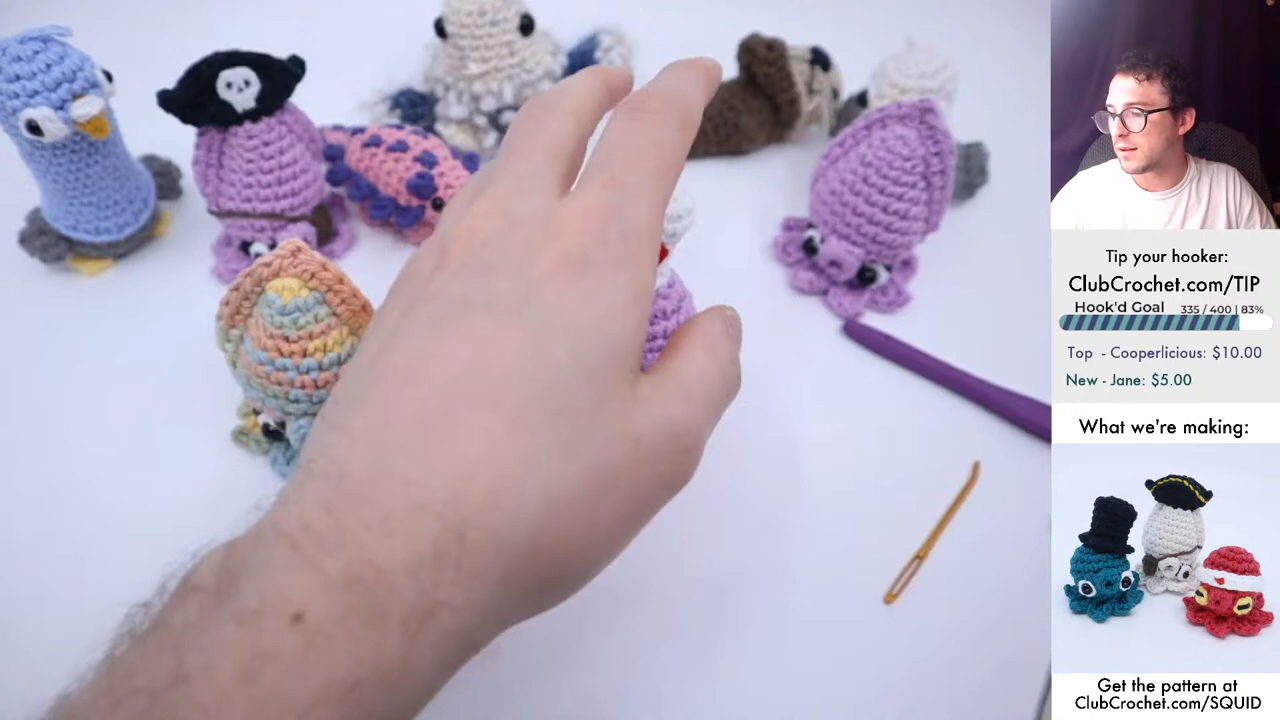 Tip your hooker:
ClubCrochet.com/TIP
Hook'd Goal 335 / 400 | 83%
Top - Cooperlicious: $10.00
New - Jane: $5.00
What we're making:
Get the pattern at
ClubCrochet.com/SQUID